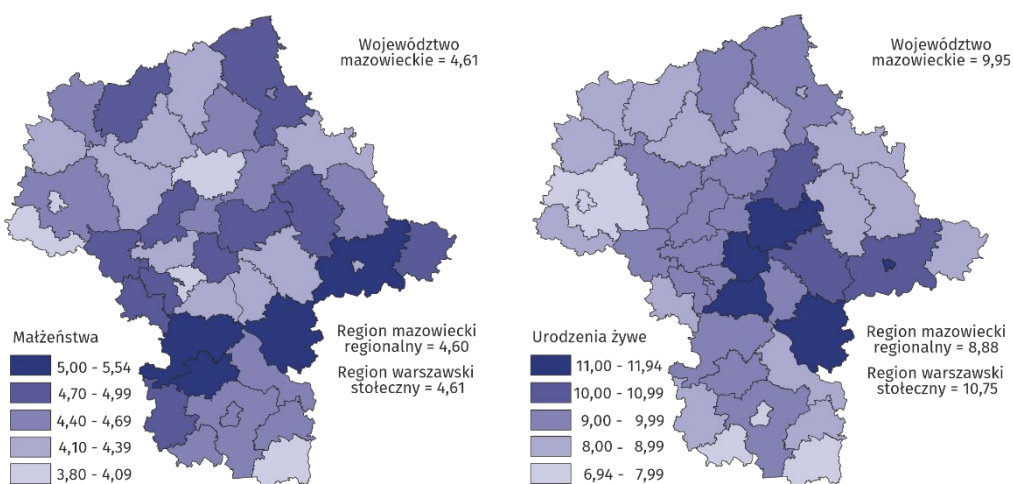 Województwo
mazowieckie = 4,61
Małżeństwa
5,00 - 5,54
4,70 - 4,99
4,40 - 4,69
4,10 - 4,39
3,80 - 4,09
Region mazowiecki
regionalny = 4,60
Region warszawski
stołeczny = 4,61
Województwo
mazowieckie = 9,95
Urodzenia żywe
11,00 - 11,94
10,00 - 10,99
9,00 - 9,99
8,00 - 8,99
6,94 - 7,99
Region mazowiecki
regionalny = 8,88
Region warszawski
stołeczny = 10,75